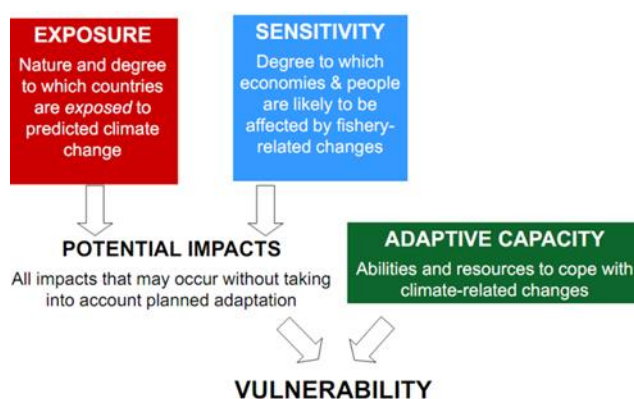 EXPOSURE
Nature and degree
to which countries
are exposed to
predicted climate
change
SENSITIVITY
Degree to which
economies & people
are likely to be
affected by fishery-
related changes
POTENTIAL IMPACTS
All impacts that may occur without taking
into account planned adaptation
ADAPTIVE CAPACITY
Abilities and resources to cope with
climate-related changes
VULNERABILITY